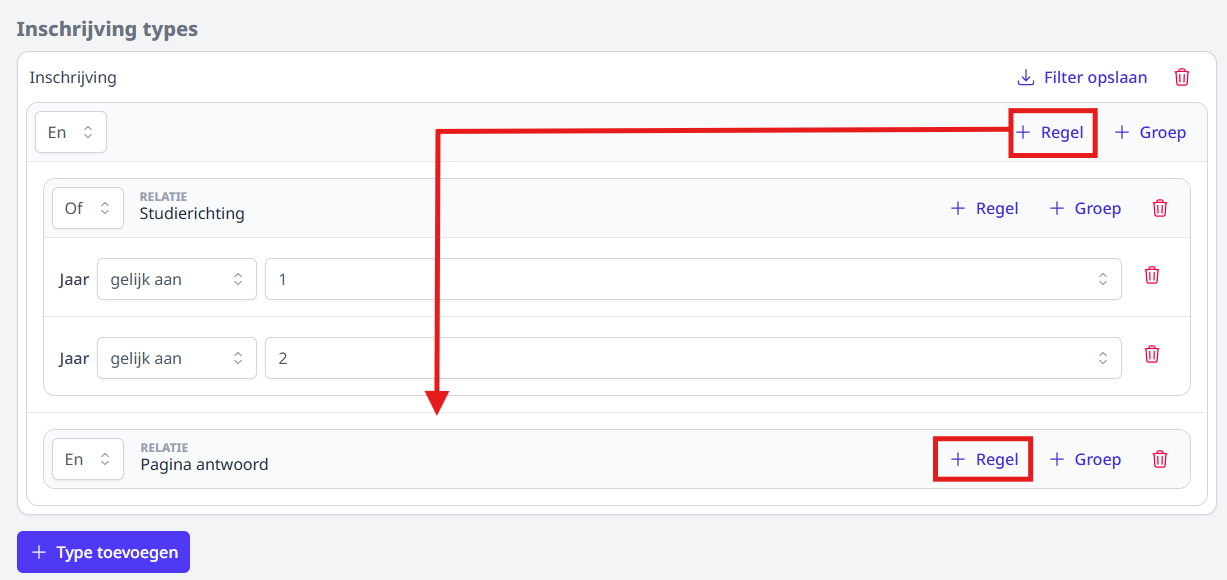 Inschrijving types
Inschrijving
Filter opslaan
En
Regel
Groep
Of
RELATIE
Studierichting
Regel
Groep
Jaar gelijk aan 1
Jaar gelijk aan 2
En
RELATIE
Pagina antwoord
Regel
Groep
Type toevoegen